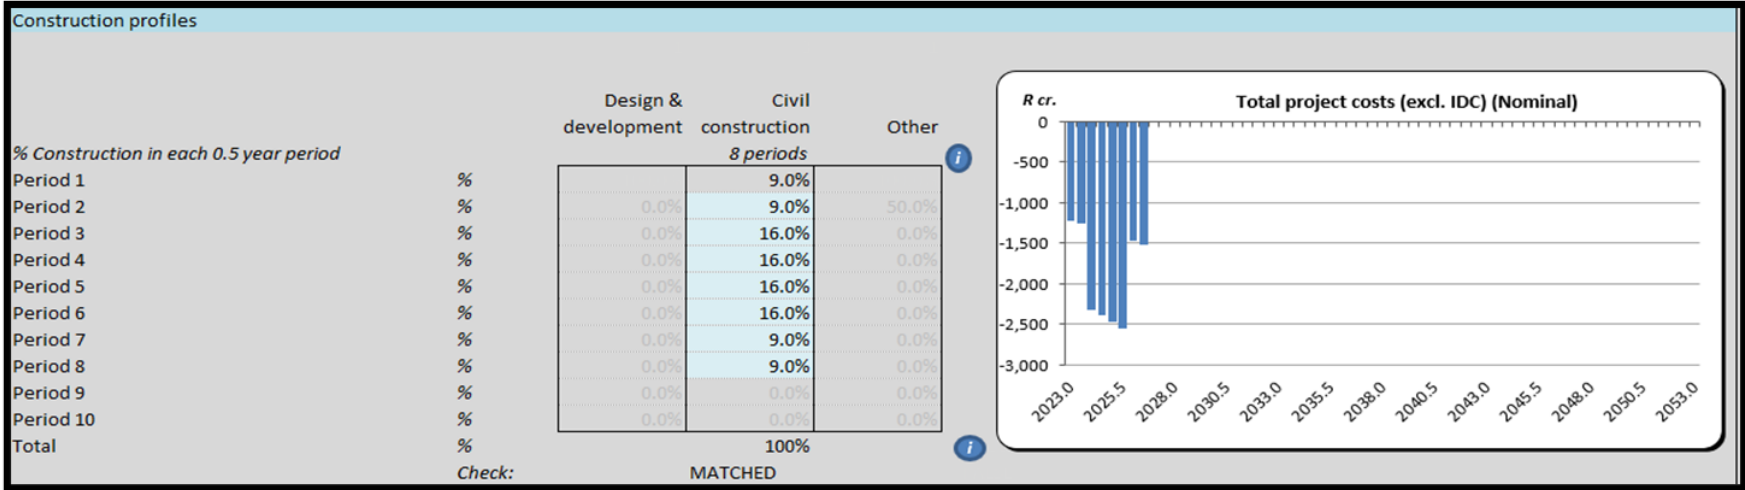 Construction profiles
Design & Civil
development construction Other
% Construction in each 0.5 year period 8 periods i
Period 1 % 9.0%
Period 2 % 0.0% 9.0% 50.0%
Period 3 % 0.0% 16.0% 0.0%
Period 4 % 0.0% 16.0% 0.0%
Period 5 % 0.0% 16.0% 0.0%
Period 6 % 0.0% 16.0% 0.0%
Period 7 % 0.0% 9.0% 0.0%
Period 8 % 0.0% 9.0% 0.0%
Period 9 % 0.0% 0.0% 0.0%
Period 10 % 0.0% 0.0% 0.0%
Total % 100% i
Check: MATCHED
R cr. Total project costs (excl. IDC) (Nominal)
0
-500
-1,000
-1,500
-2,000
-2,500
-3,000
2023.0 2025.5 2028.0 2030.5 2033.0 2035.5 2038.0 2040.5 2043.0 2045.5 2048.0 2050.5 2053.0